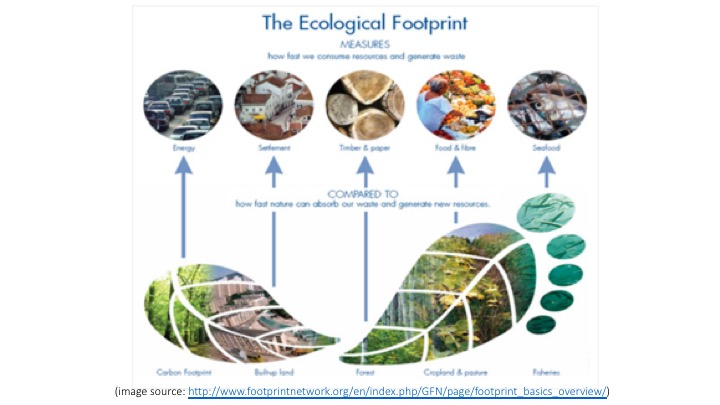 The Ecological Footprint
MEASURES
how fast we consume resources and generate waste
Energy
Settlement
Timber & paper
Food & fibre
Seafood
COMPARED TO
how fast nature can absorb our waste and generate new resources.
Carbon Footprint
Built-up land
Forest
Cropland & pasture
Fisheries
(image source: http://www.footprintnetwork.org/en/index.php/GFN/page/footprint_basics_overview/)